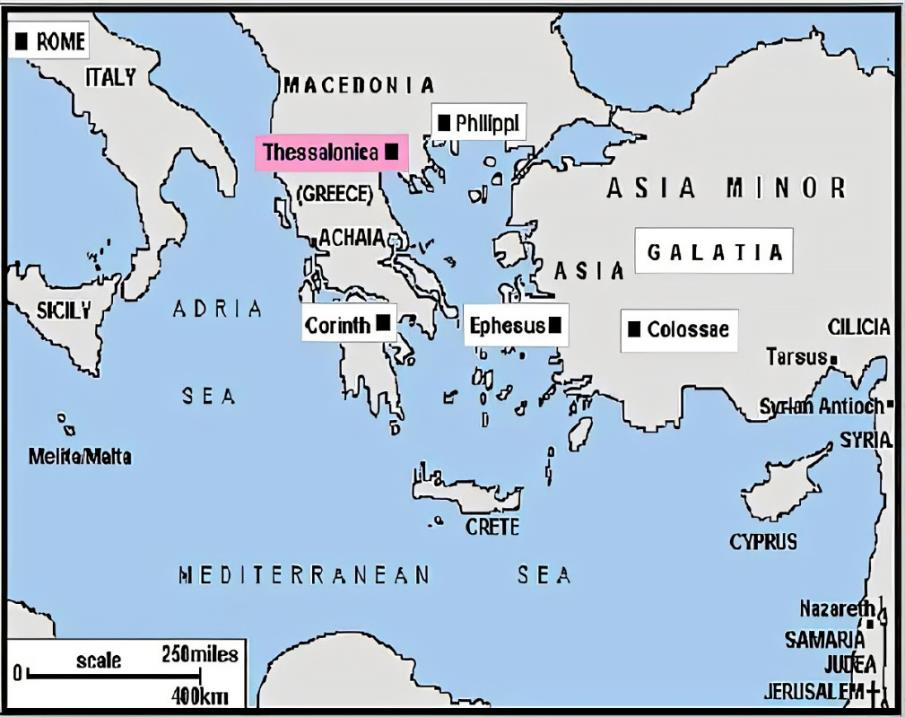 ROME
ITALY
MACEDONIA
Philippi
Thessalonica
ASIA MINOR
(GREECE)
ACHAIA
GALATIA
ASIA
SICILY
ADRIA
Corinth
Ephesus
Colossae
CILICIA
Tarsus
SEA
Syrian Antioch
SYRIA
Melita/Malta
CRETE
CYPRUS
MEDITERRANEAN SEA
Nazareth
SAMARIA
JUDEA
JERUSALEM
scale 250miles
0
400km